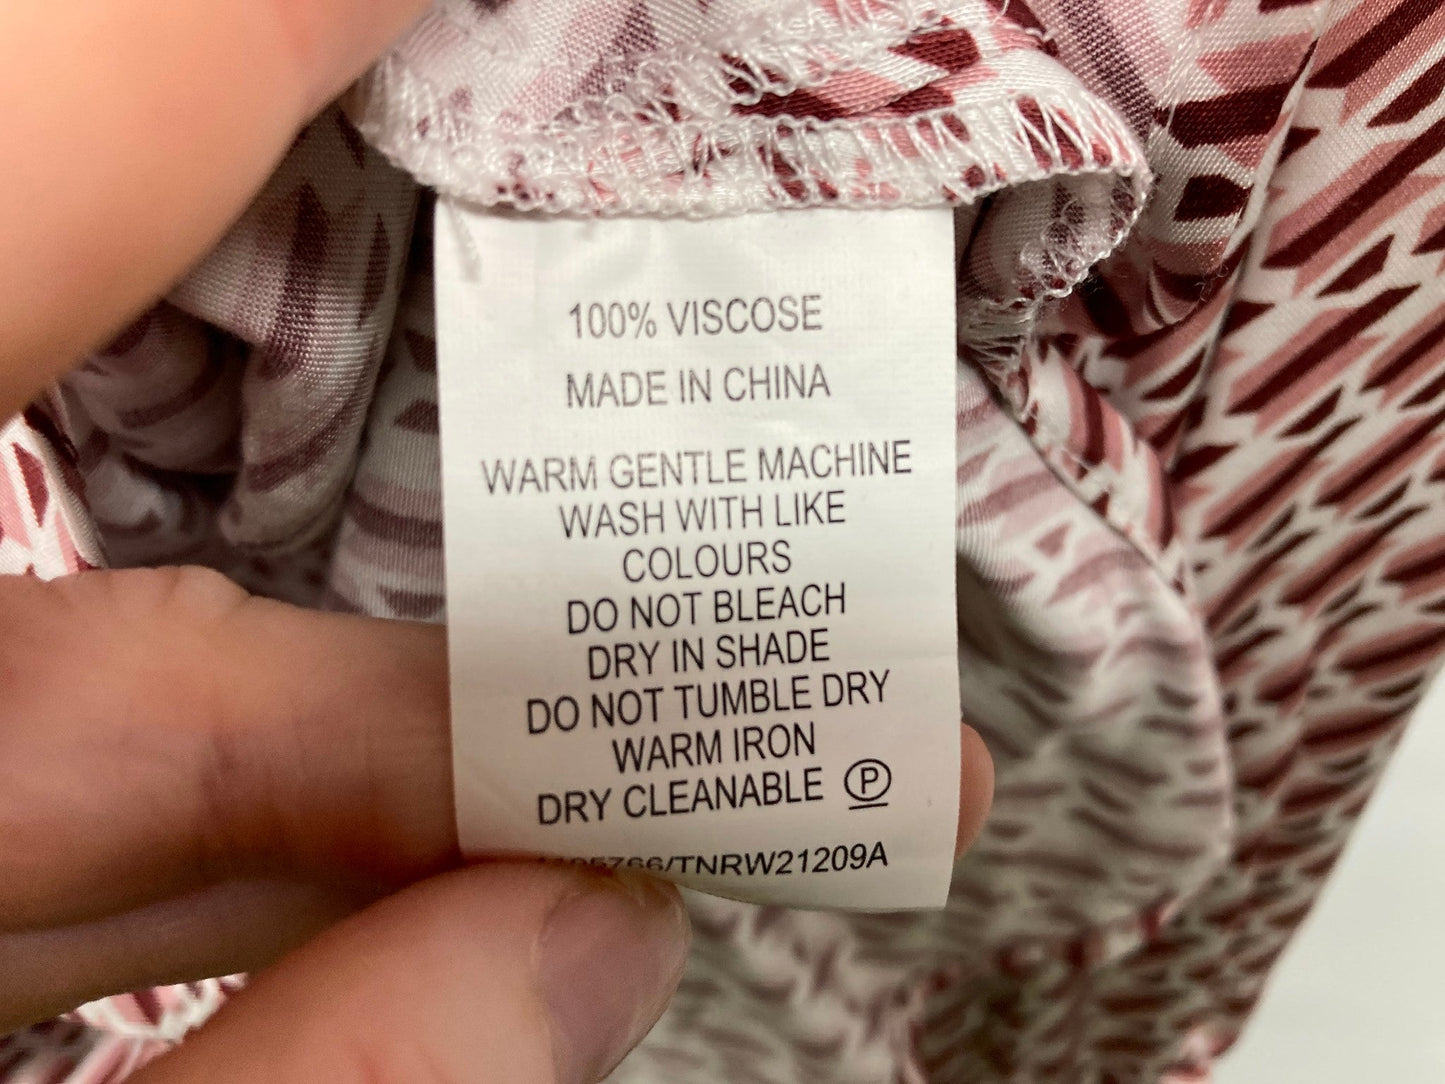 100% VISCOSE
MADE IN CHINA
WARM GENTLE MACHINE
WASH WITH LIKE
COLOURS
DO NOT BLEACH
DRY IN SHADE
DO NOT TUMBLE DRY
WARM IRON
DRY CLEANABLE P
/TNRW21209A